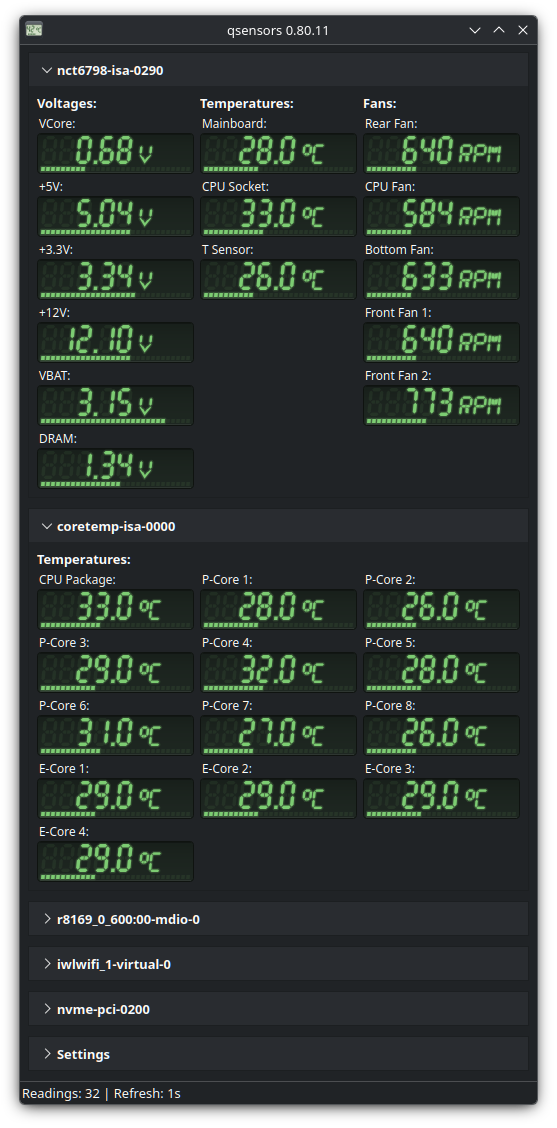 qsensors 0.80.11
nct6798-isa-0290
Voltages: Temperatures: Fans:
VCore: Mainboard: Rear Fan:
0.68 V 28.0 °C 640 RPM
+5V: CPU Socket: CPU Fan:
5.04 V 33.0 °C 584 RPM
+3.3V: T Sensor: Bottom Fan:
3.34 V 26.0 °C 633 RPM
+12V: Front Fan 1:
12.10 V 640 RPM
VBAT: Front Fan 2:
3.15 V 773 RPM
DRAM:
1.34 V
coretemp-isa-0000
Temperatures:
CPU Package: P-Core 1: P-Core 2:
33.0 °C 28.0 °C 26.0 °C
P-Core 3: P-Core 4: P-Core 5:
29.0 °C 32.0 °C 28.0 °C
P-Core 6: P-Core 7: P-Core 8:
31.0 °C 27.0 °C 26.0 °C
E-Core 1: E-Core 2: E-Core 3:
29.0 °C 29.0 °C 29.0 °C
E-Core 4:
29.0 °C
r8169_0_600:00-mdio-0
iwlwifi_1-virtual-0
nvme-pci-0200
Settings
Readings: 32 | Refresh: 1s